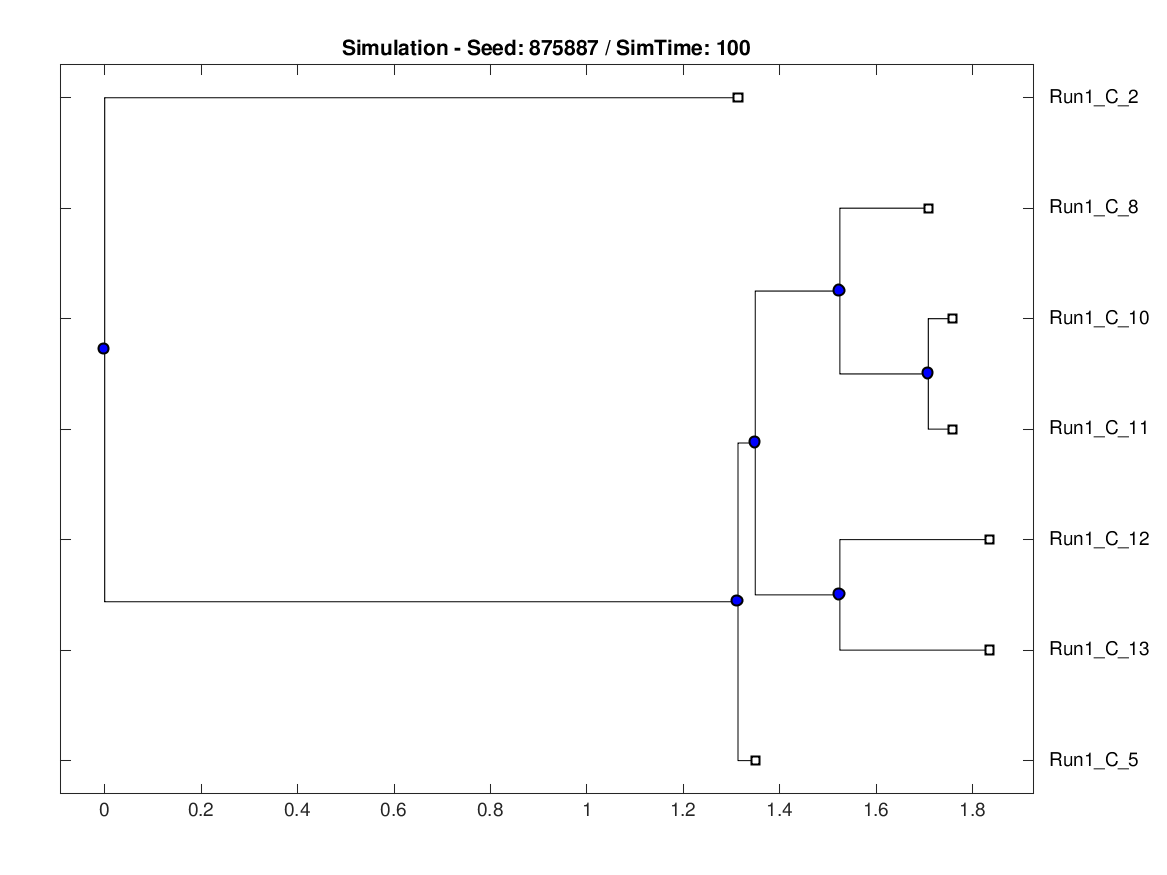 Simulation - Seed: 875887 / SimTime: 100
Run1_C_2
Run1_C_8
Run1_C_10
Run1_C_11
Run1_C_12
Run1_C_13
Run1_C_5
0 0.2 0.4 0.6 0.8 1 1.2 1.4 1.6 1.8